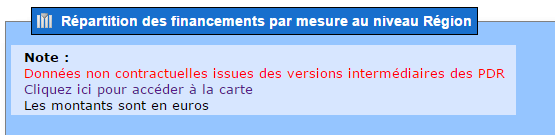 Répartition des financements par mesure au niveau Région
Note :
Données non contractuelles issues des versions intermédiaires des PDR
Cliquez ici pour accéder à la carte
Les montants sont en euros